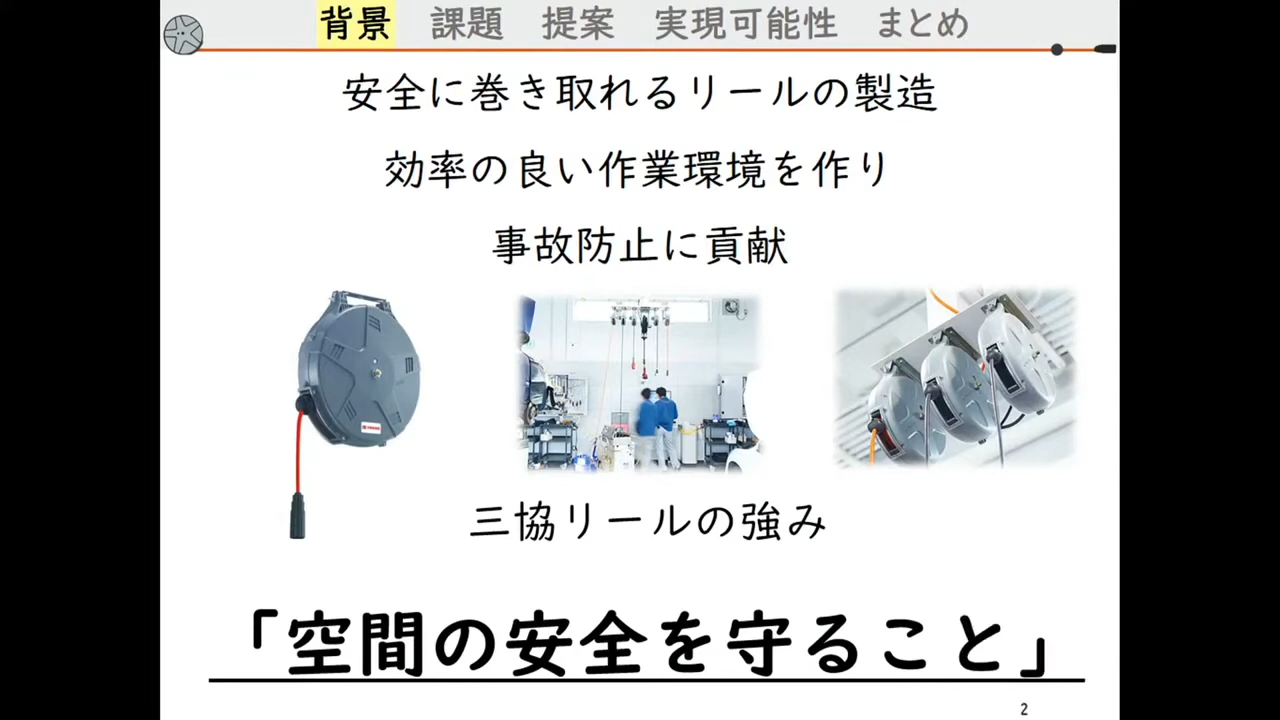 背景 課題 提案 実現可能性 まとめ
安全に巻き取れるリールの製造
効率の良い作業環境を作り
事故防止に貢献
三協リールの強み
「空間の安全を守ること」
2